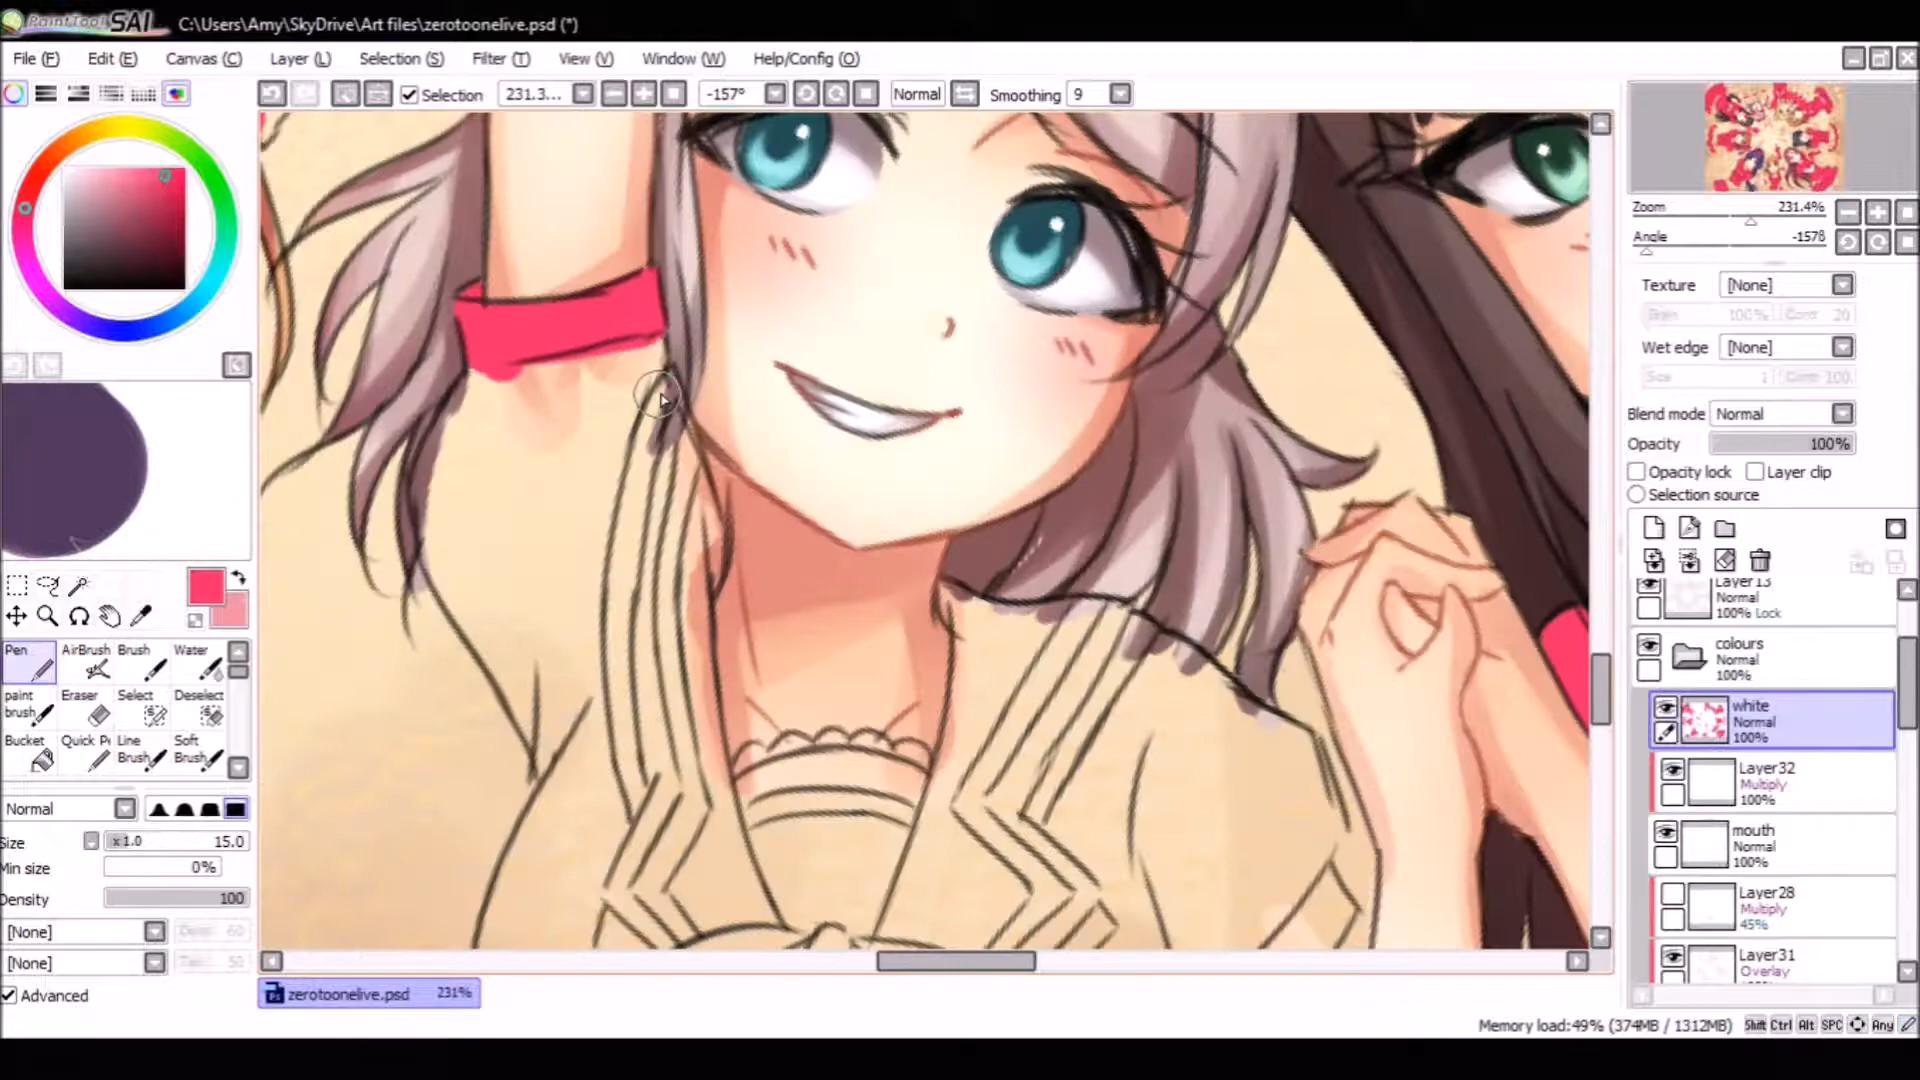 PaintTool SAI C:\Users\Amy\SkyDrive\Art files\zerotoonelive.psd (*)
File (F) Edit (E) Canvas (C) Layer (L) Selection (S) Filter (T) View (V) Window (W) Help/Config (O)
Selection 231.3... -157° Normal Smoothing 9
Zoom 231.4%
Angle -157
Texture [None]
100% 20
Wet edge [None]
1 100
Blend mode Normal
Opacity 100%
Opacity lock Layer clip
Selection source
Layer13
Normal
100% Lock
colours
Normal
100%
white
Normal
100%
Layer32
Multiply
100%
mouth
Normal
100%
Layer28
Multiply
45%
Layer31
Overlay
Pen AirBrush Brush Water
paint brush Eraser Select Deselect
Bucket Quick Line Brush Soft Brush
Normal
Size x1.0 15.0
Min size 0%
Density 100
[None]
[None]
Advanced
zerotoonelive.psd 231%
Memory load:49% (374MB / 1312MB) Shift Ctrl Alt SPC Any